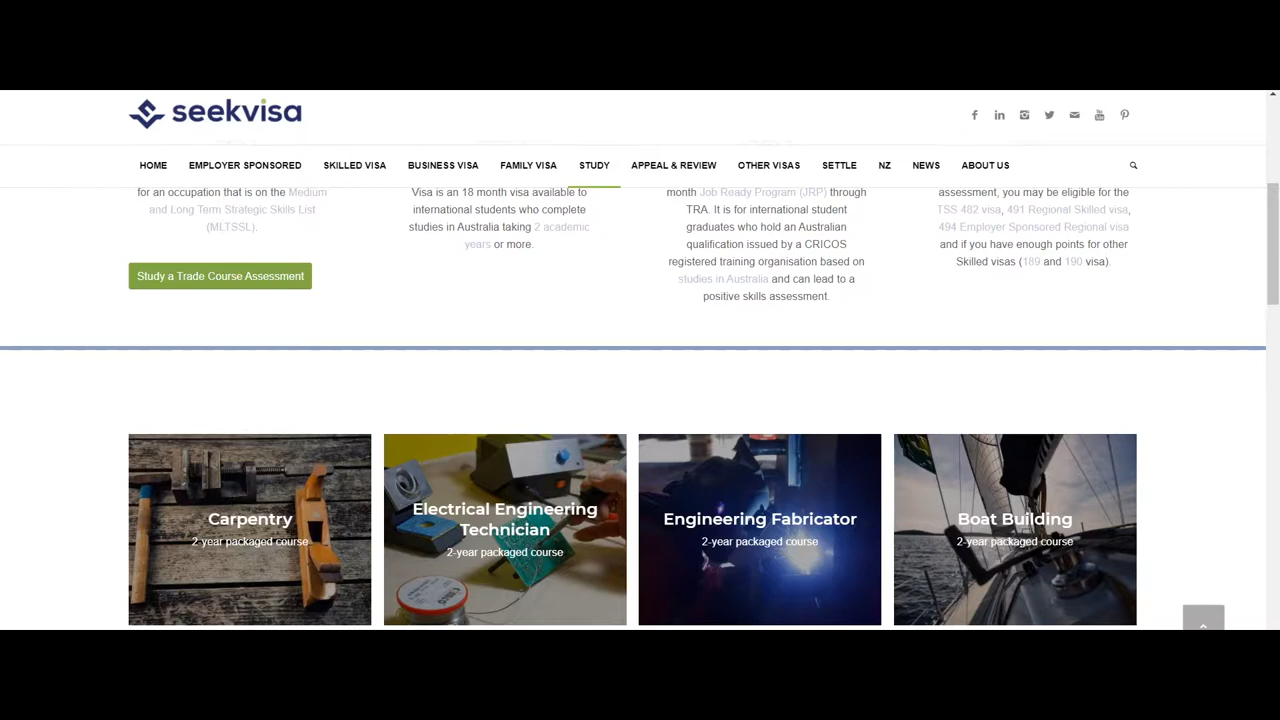 seekvisa
HOME EMPLOYER SPONSORED SKILLED VISA BUSINESS VISA FAMILY VISA STUDY APPEAL & REVIEW OTHER VISAS SETTLE NZ NEWS ABOUT US
for an occupation that is on the Medium
and Long Term Strategic Skills List
(MLTSSL).
Study a Trade Course Assessment
Visa is an 18 month visa available to
international students who complete
studies in Australia taking 2 academic
years or more.
month Job Ready Program (JRP) through
TRA. It is for international student
graduates who hold an Australian
qualification issued by a CRICOS
registered training organisation based on
studies in Australia and can lead to a
positive skills assessment.
assessment, you may be eligible for the
TSS 482 visa, 491 Regional Skilled visa,
494 Employer Sponsored Regional visa
and if you have enough points for other
Skilled visas (189 and 190 visa).
Carpentry
2-year packaged course
Electrical Engineering
Technician
2-year packaged course
Engineering Fabricator
2-year packaged course
Boat Building
2-year packaged course